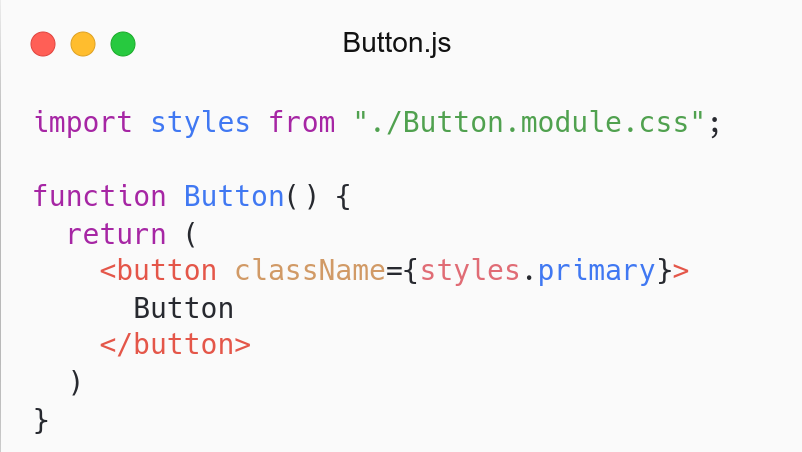 Button.js
import styles from "./Button.module.css";
function Button() {
  return (
    <button className={styles.primary}>
      Button
    </button>
  )
}